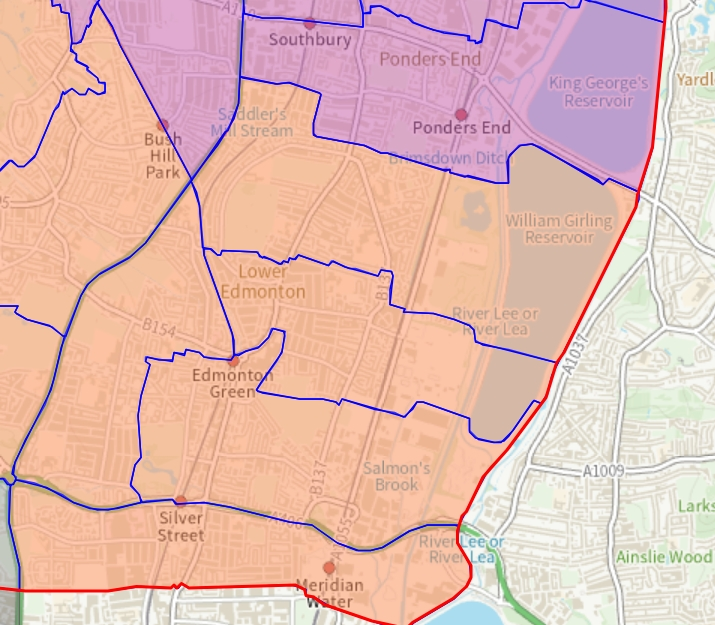 Southbury
Ponders End
King George's
Reservoir
Yardl
Saddler's
Mill Stream
Ponders End
Bush
Hill
Park
Brimsdown Ditch
William Girling
Reservoir
Lower
Edmonton
B154
River Lee or
River Lea
A1037
Edmonton
Green
Salmon's
Brook
B137
A1009
Silver
Street
A406
A1055
River Lee or
River Lea
Larks
Ainslie Wood
Meridian
Water